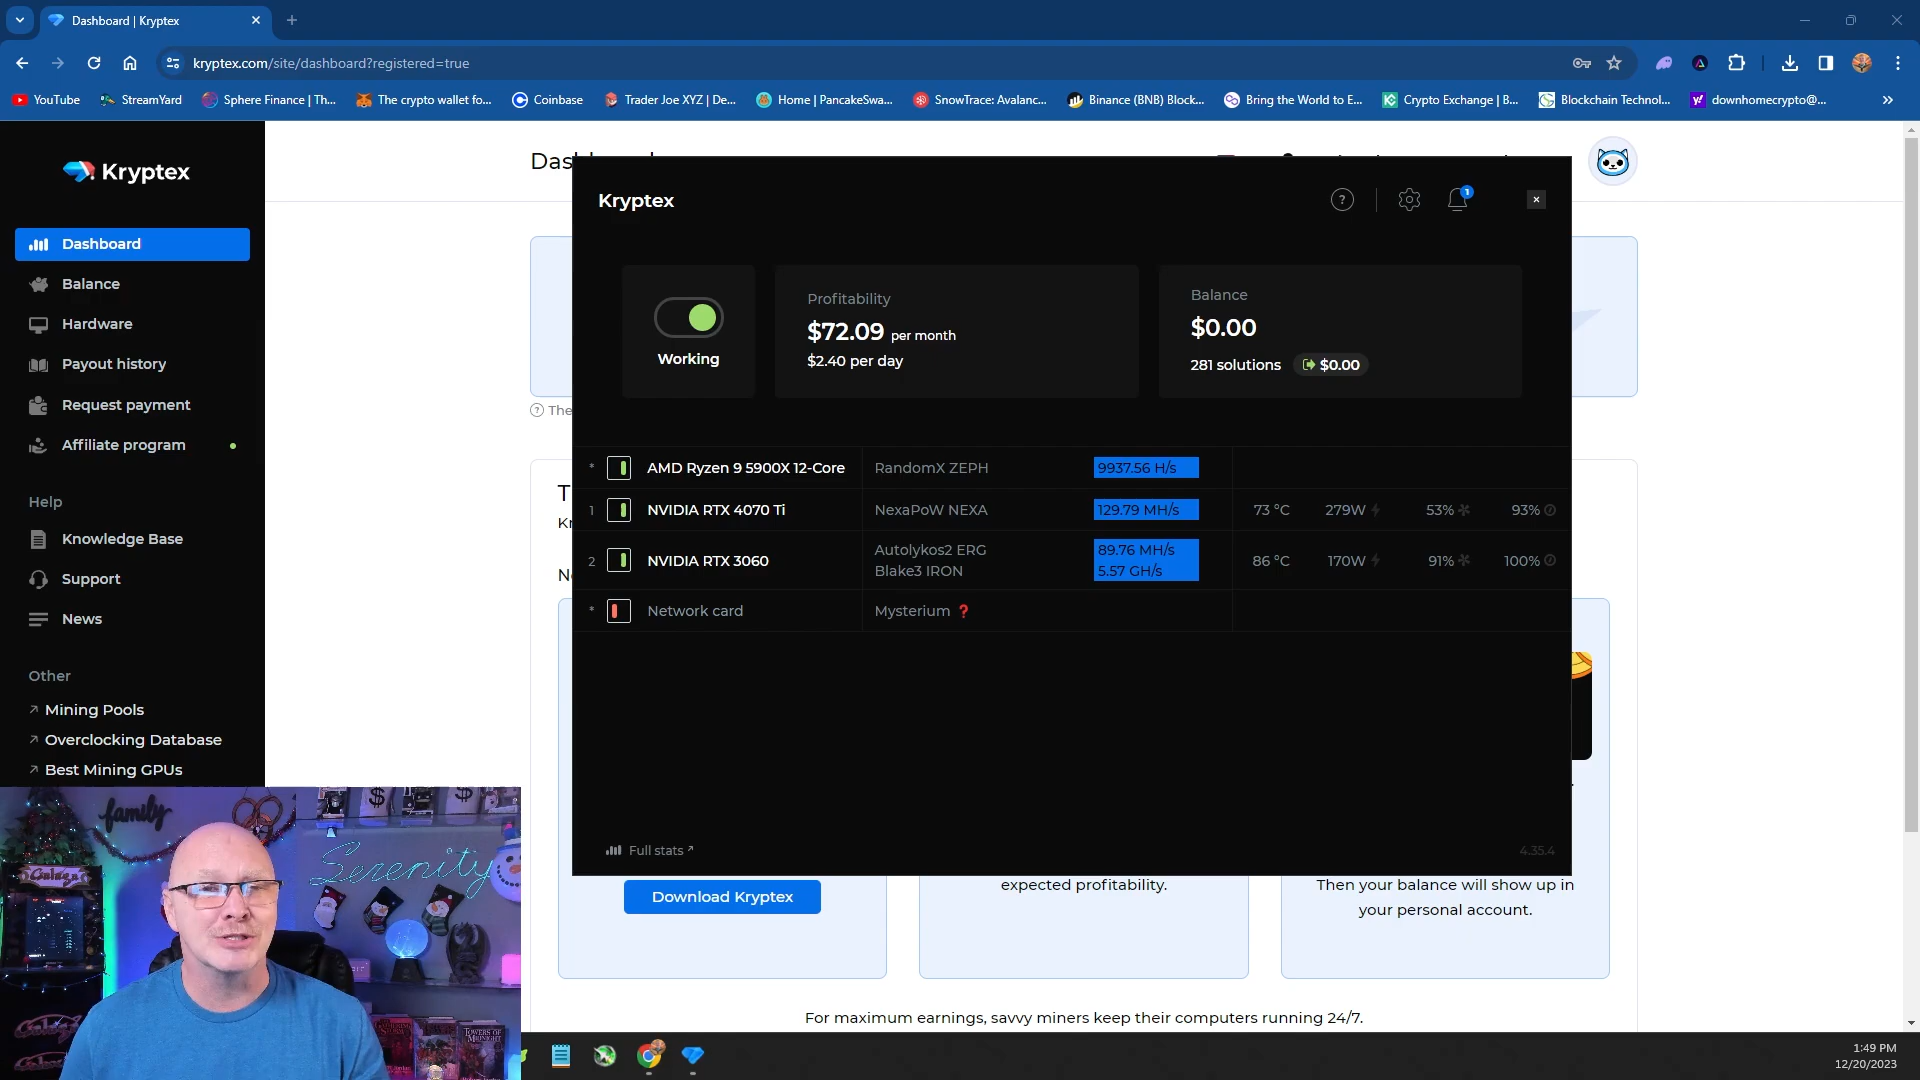 Dashboard | Kryptex
kryptex.com/site/dashboard?registered=true
YouTube
StreamYard
Sphere Finance | Th...
The crypto wallet fo...
Coinbase
Trader Joe XYZ | De...
Home | PancakeSwa...
SnowTrace: Avalanc...
Binance (BNB) Block...
Bring the World to E...
Crypto Exchange | B...
Blockchain Technol...
downhomecrypto@...
Kryptex
Dashboard
Balance
Hardware
Payout history
Request payment
Affiliate program
Help
Knowledge Base
Support
News
Other
Mining Pools
Overclocking Database
Best Mining GPUs
Kryptex
1
Working
Profitability
$72.09 per month
$2.40 per day
Balance
$0.00
281 solutions $0.00
The
* AMD Ryzen 9 5900X 12-Core RandomX ZEPH 9937.56 H/s
1 NVIDIA RTX 4070 Ti NexaPoW NEXA 129.79 MH/s 73 °C 279W 53% 93%
2 NVIDIA RTX 3060 Autolykos2 ERG 89.76 MH/s 86 °C 170W 91% 100%
Blake3 IRON 5.57 GH/s
* Network card Mysterium ?
Full stats
4.35.4
Download Kryptex
expected profitability.
Then your balance will show up in
your personal account.
For maximum earnings, savvy miners keep their computers running 24/7.
family
Serenity
Galaga
1:49 PM
12/20/2023